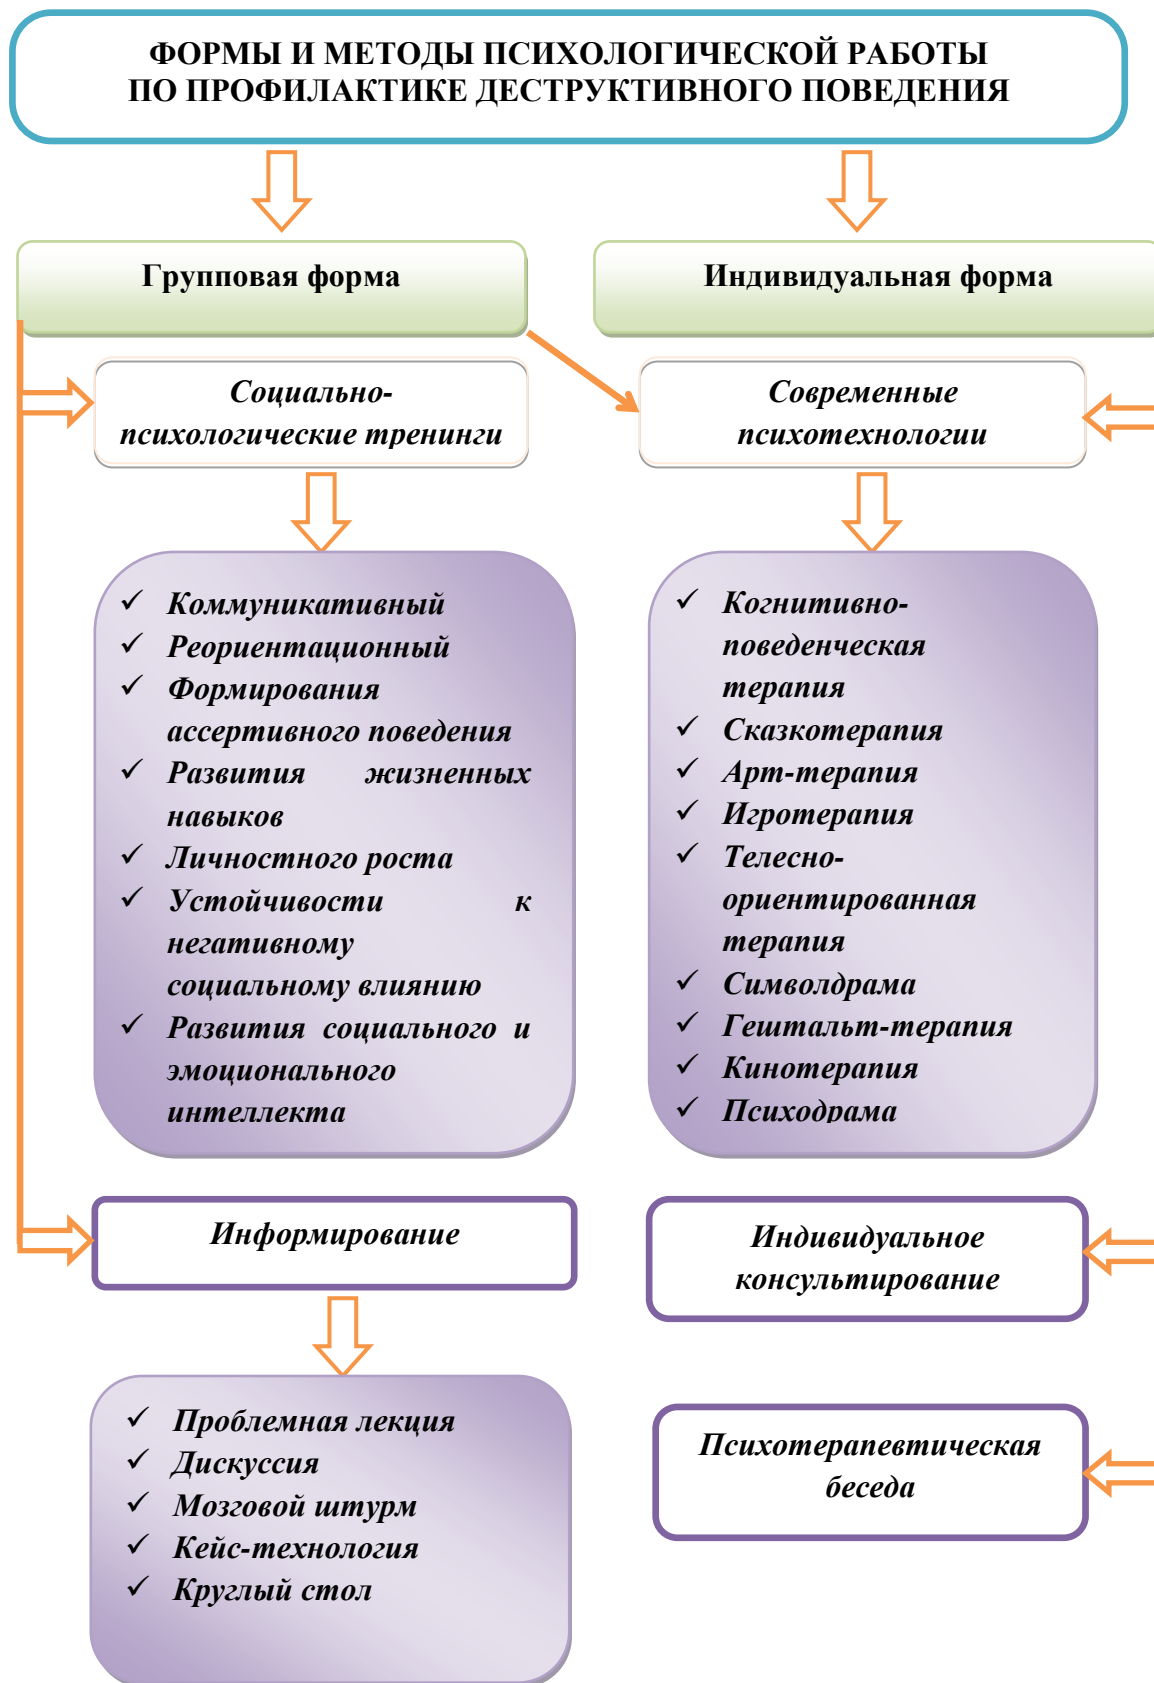 ФОРМЫ И МЕТОДЫ ПСИХОЛОГИЧЕСКОЙ РАБОТЫ
ПО ПРОФИЛАКТИКЕ ДЕСТРУКТИВНОГО ПОВЕДЕНИЯ
Групповая форма
Индивидуальная форма
Социально-
психологические тренинги
Современные
психотехнологии
✓ Коммуникативный
✓ Реориентационный
✓ Формирования
ассертивного поведения
✓ Развития жизненных
навыков
✓ Личностного роста
✓ Устойчивости к
негативному
социальному влиянию
✓ Развития социального и
эмоционального
интеллекта
✓ Когнитивно-
поведенческая
терапия
✓ Сказкотерапия
✓ Арт-терапия
✓ Игротерапия
✓ Телесно-
ориентированная
терапия
✓ Символдрама
✓ Гештальт-терапия
✓ Кинотерапия
✓ Психодрама
Информирование
Индивидуальное
консультирование
✓ Проблемная лекция
✓ Дискуссия
✓ Мозговой штурм
✓ Кейс-технология
✓ Круглый стол
Психотерапевтическая
беседа